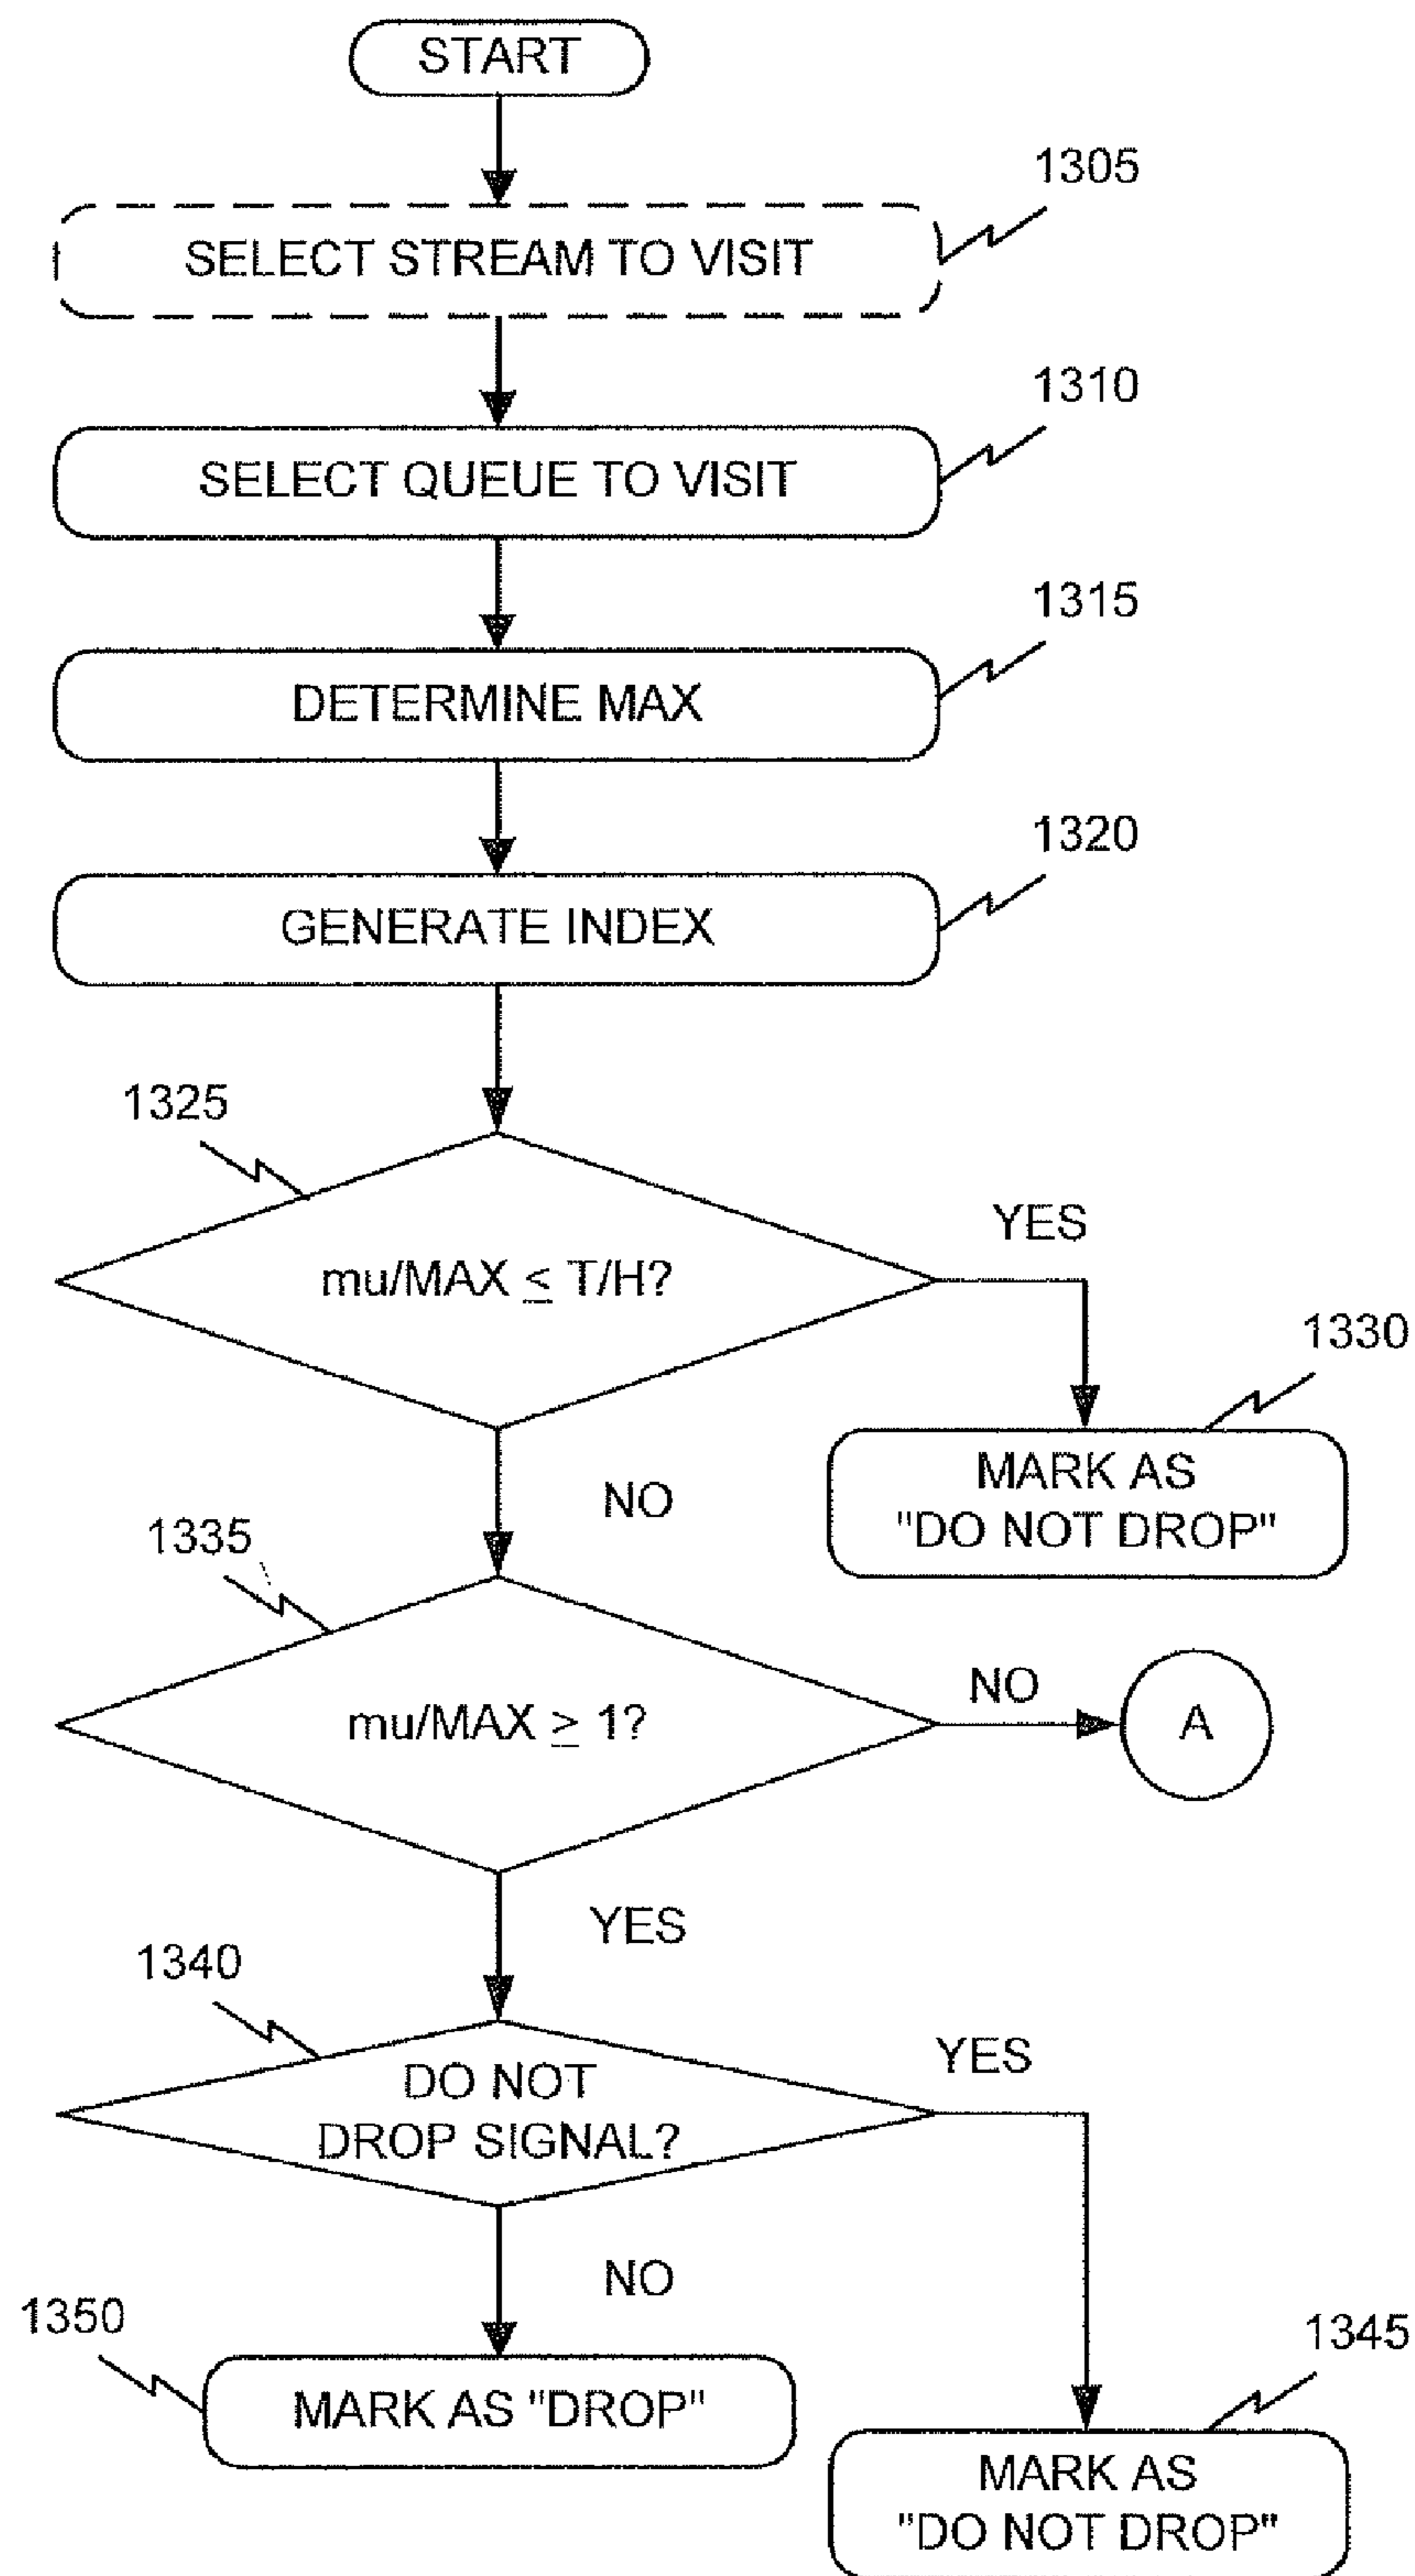 START
1305
SELECT STREAM TO VISIT
1310
SELECT QUEUE TO VISIT
1315
DETERMINE MAX
1320
GENERATE INDEX
1325
mu/MAX ≤ T/H?
YES
1330
MARK AS
"DO NOT DROP"
NO
1335
mu/MAX ≥ 1?
NO
A
YES
1340
DO NOT
DROP SIGNAL?
YES
NO
1350
MARK AS "DROP"
1345
MARK AS
"DO NOT DROP"